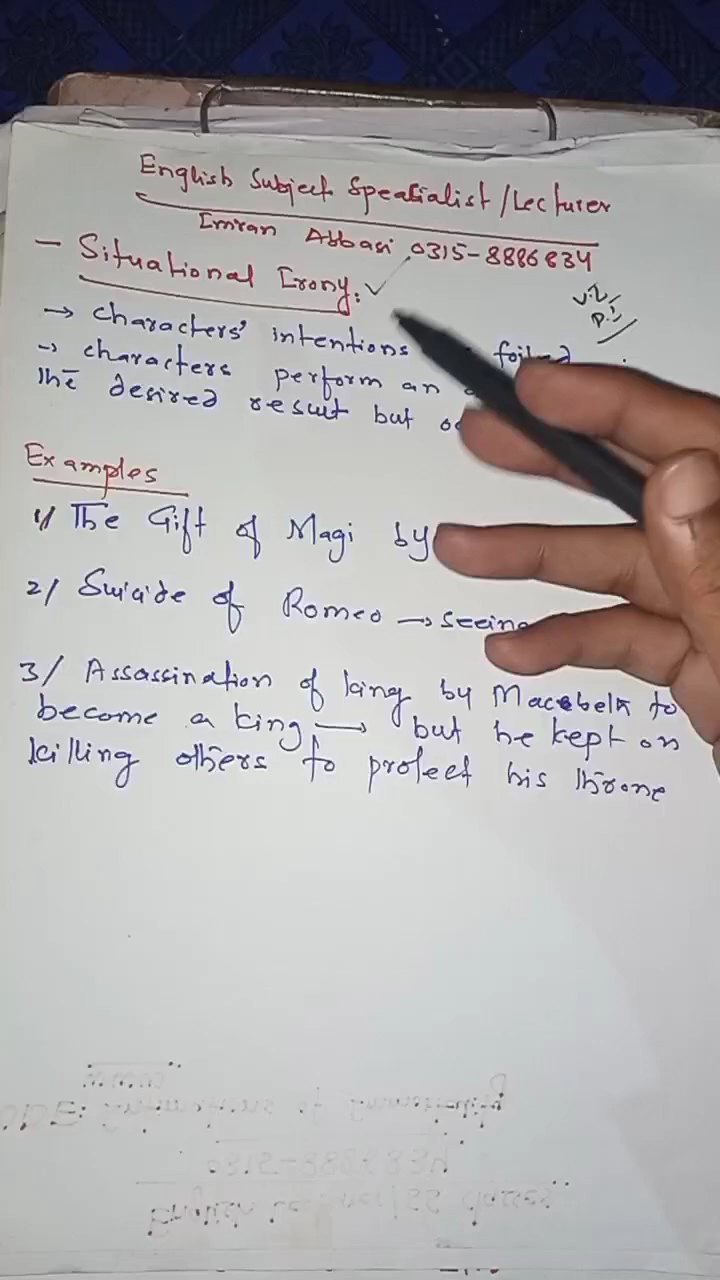 English Subject Specialist/Lecturer
Imran Abbasi 0315-8886834
- Situational Irony:
→ characters' intentions foiled
→ characters perform an
the desired result but
Examples
1/ The Gift of Magi by
2/ Suicide of Romeo → seeing
3/ Assassination of king by to
become a king → but he kept on
killing others to protect his throne